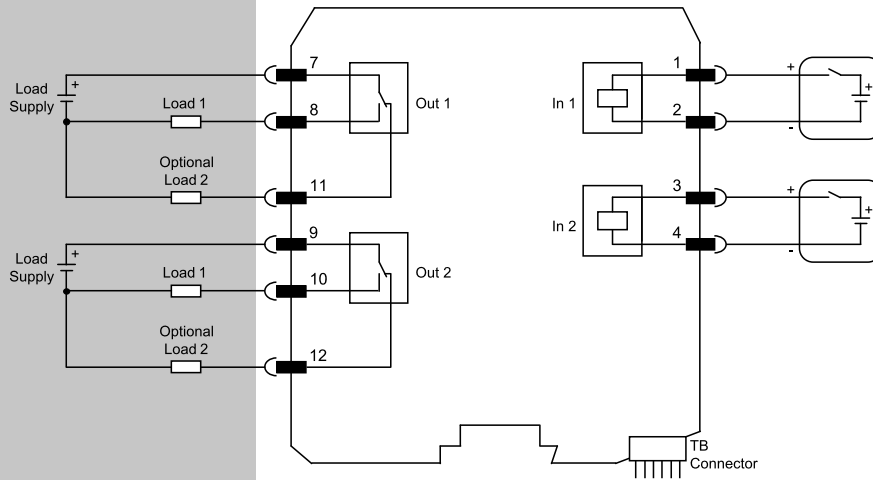 7
Load
Supply
+
Load 1
8
Out 1
Optional
Load 2
11
9
Load
Supply
+
Load 1
10
Out 2
Optional
Load 2
12
1
+
+
In 1
2
-
3
+
+
In 2
4
-
TB
Connector